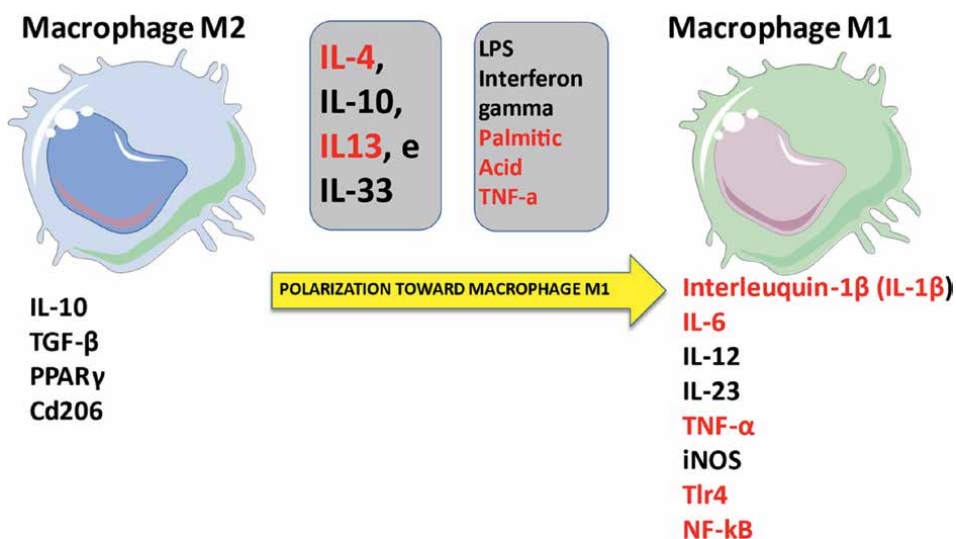 Macrophage M2
IL-4,
IL-10,
IL13, e
IL-33
LPS
Interferon
gamma
Palmitic
Acid
TNF-a
Macrophage M1
POLARIZATION TOWARD MACROPHAGE M1
IL-10
TGF-β
PPARγ
Cd206
Interleuquin-1β (IL-1β)
IL-6
IL-12
IL-23
TNF-α
iNOS
Tlr4
NF-kB